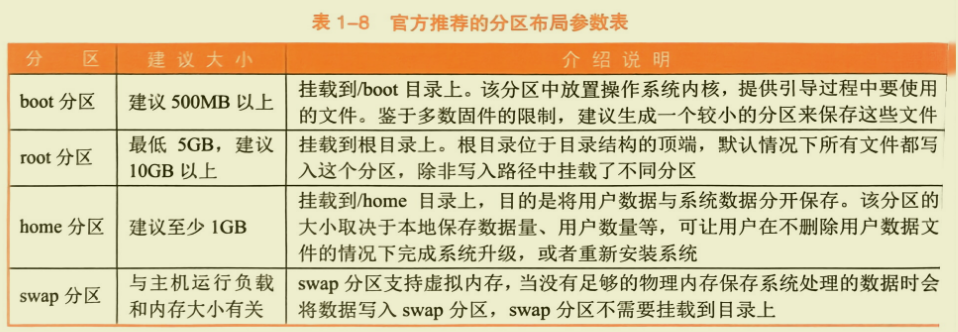 表 1-8 官方推荐的分区布局参数表
分 区 建 议 大 小 介 绍 说 明
boot 分区 建议 500MB 以上 挂载到/boot 目录上。该分区中放置操作系统内核，提供引导过程中要使用
的文件。鉴于多数固件的限制，建议生成一个较小的分区来保存这些文件
root 分区 最低 5GB，建议
10GB 以上 挂载到根目录上。根目录位于目录结构的顶端，默认情况下所有文件都写
入这个分区，除非写入路径中挂载了不同分区
home 分区 建议至少 1GB 挂载到/home 目录上，目的是将用户数据与系统数据分开保存。该分区的
大小取决于本地保存数据量、用户数量等，可让用户在不删除用户数据文
件的情况下完成系统升级，或者重新安装系统
swap 分区 与主机运行负载
和内存大小有关 swap 分区支持虚拟内存，当没有足够的物理内存保存系统处理的数据时会
将数据写入 swap 分区，swap 分区不需要挂载到目录上